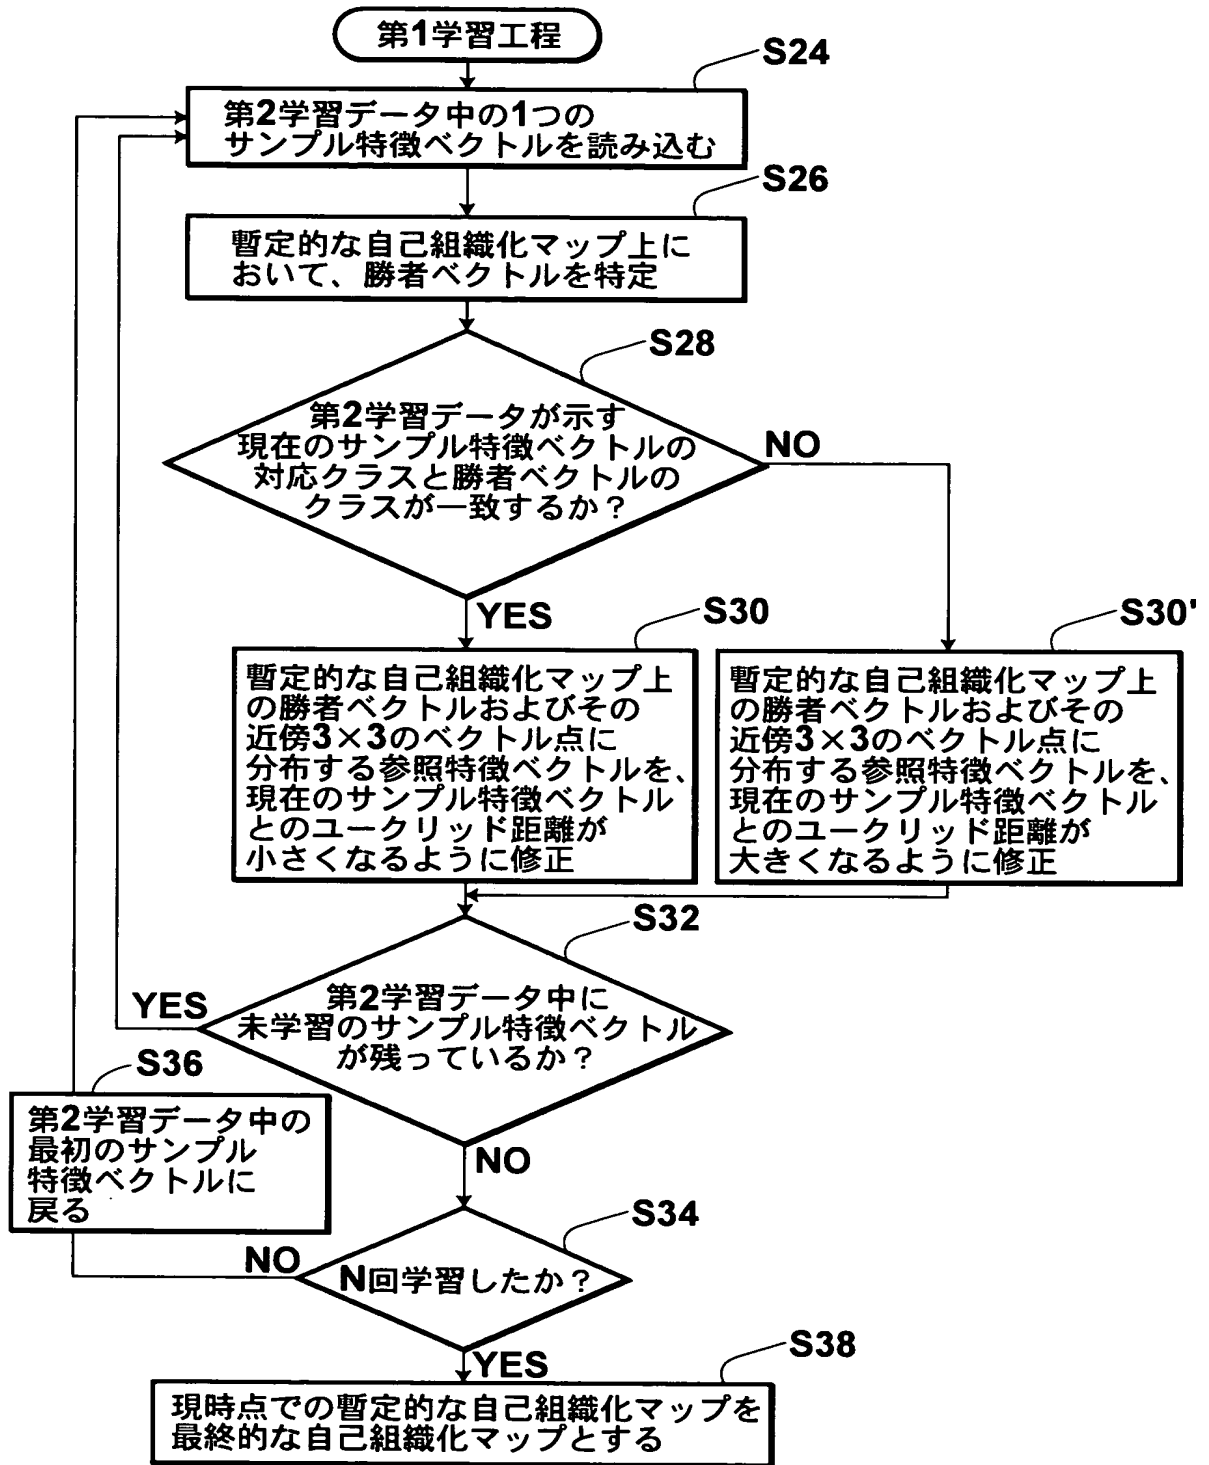 第1学習工程
S24
第2学習データ中の1つの
サンプル特徴ベクトルを読み込む
S26
暫定的な自己組織化マップ上に
おいて、勝者ベクトルを特定
S28
第2学習データが示す
現在のサンプル特徴ベクトルの
対応クラスと勝者ベクトルの
クラスが一致するか？
NO
YES
S30
暫定的な自己組織化マップ上
の勝者ベクトルおよびその
近傍3×3のベクトル点に
分布する参照特徴ベクトルを、
現在のサンプル特徴ベクトル
とのユークリッド距離が
小さくなるように修正
S30'
暫定的な自己組織化マップ上
の勝者ベクトルおよびその
近傍3×3のベクトル点に
分布する参照特徴ベクトルを、
現在のサンプル特徴ベクトル
とのユークリッド距離が
大きくなるように修正
S32
第2学習データ中に
未学習のサンプル特徴ベクトル
が残っているか？
YES
NO
S36
第2学習データ中の
最初のサンプル
特徴ベクトルに
戻る
S34
N回学習したか？
NO
YES
S38
現時点での暫定的な自己組織化マップを
最終的な自己組織化マップとする